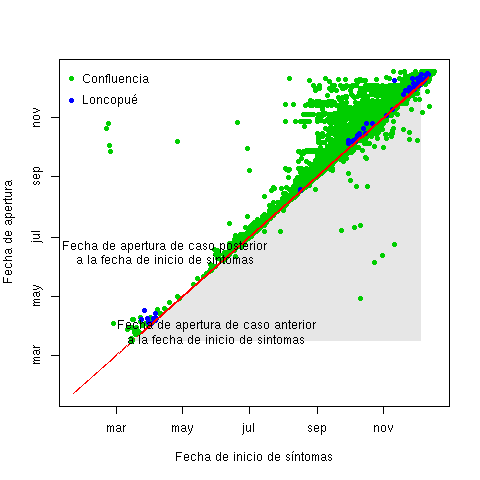 Confluencia
Loncopué
nov
sep
jul
may
mar
Fecha de apertura
Fecha de apertura de caso posterior
a la fecha de inicio de sintomas
Fecha de apertura de caso anterior
a la fecha de inicio de sintomas
mar
may
jul
sep
nov
Fecha de inicio de síntomas